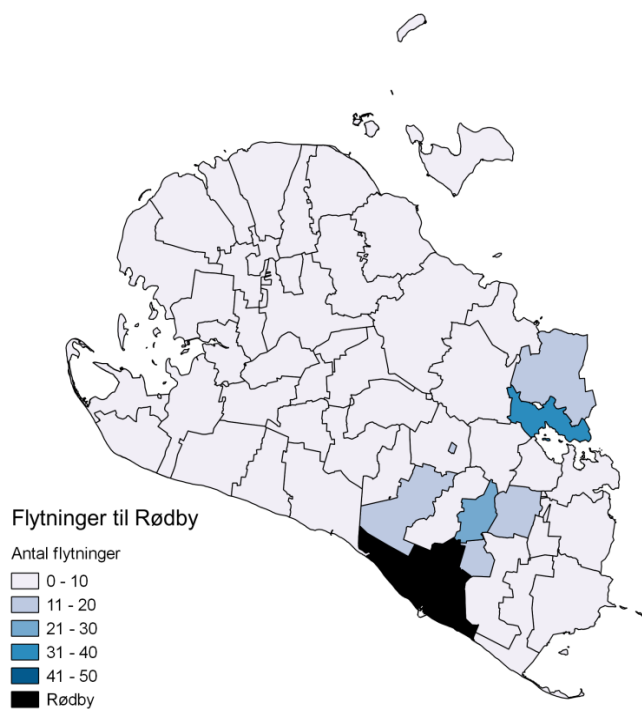 Flytninger til Rødby
Antal flytninger
0 - 10
11 - 20
21 - 30
31 - 40
41 - 50
Rødby